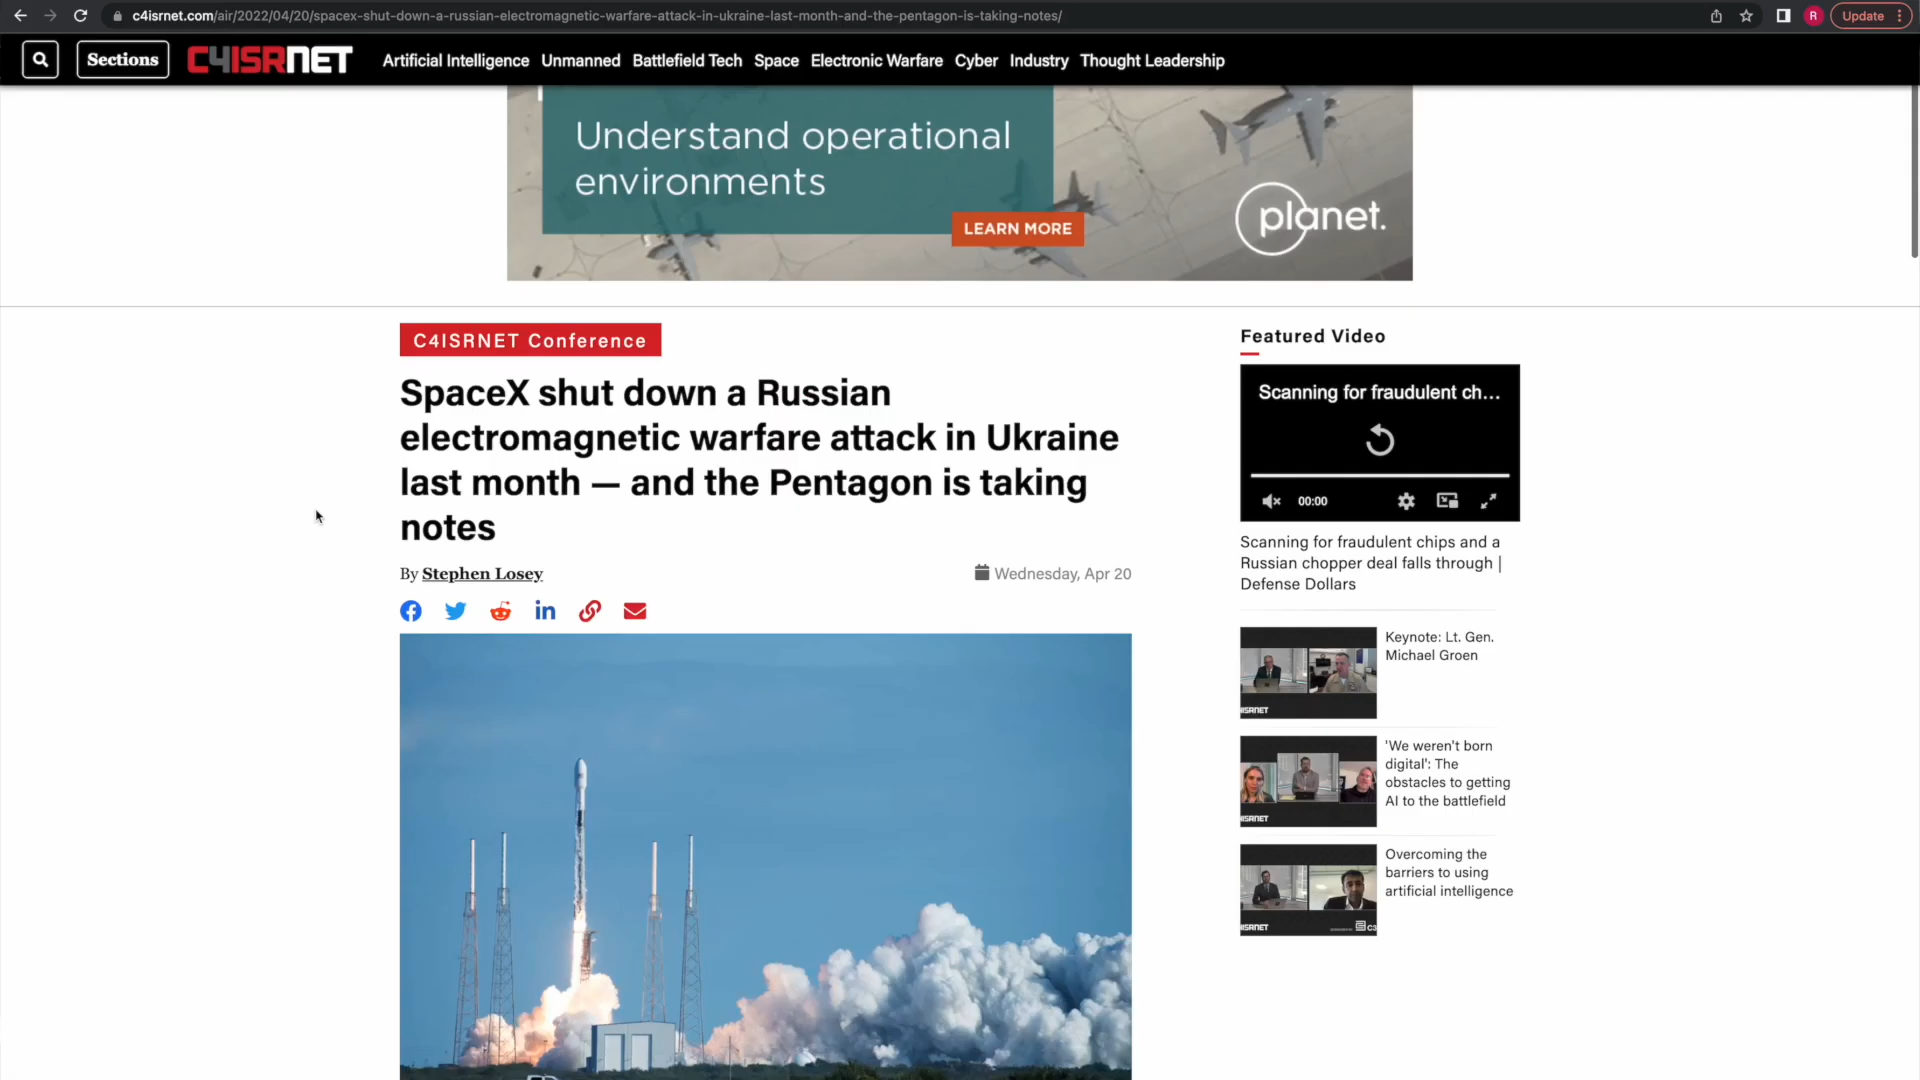 c4isrnet.com/air/2022/04/20/spacex-shut-down-a-russian-electromagnetic-warfare-attack-in-ukraine-last-month-and-the-pentagon-is-taking-notes/
R
Update
Sections
C4ISRNET
Artificial Intelligence
Unmanned
Battlefield Tech
Space
Electronic Warfare
Cyber
Industry
Thought Leadership
Understand operational
environments
LEARN MORE
planet.
C4ISRNET Conference
SpaceX shut down a Russian
electromagnetic warfare attack in Ukraine
last month — and the Pentagon is taking
notes
By Stephen Losey
Wednesday, Apr 20
Featured Video
Scanning for fraudulent ch...
00:00
Scanning for fraudulent chips and a
Russian chopper deal falls through |
Defense Dollars
Keynote: Lt. Gen.
Michael Groen
'We weren't born
digital': The
obstacles to getting
AI to the battlefield
Overcoming the
barriers to using
artificial intelligence